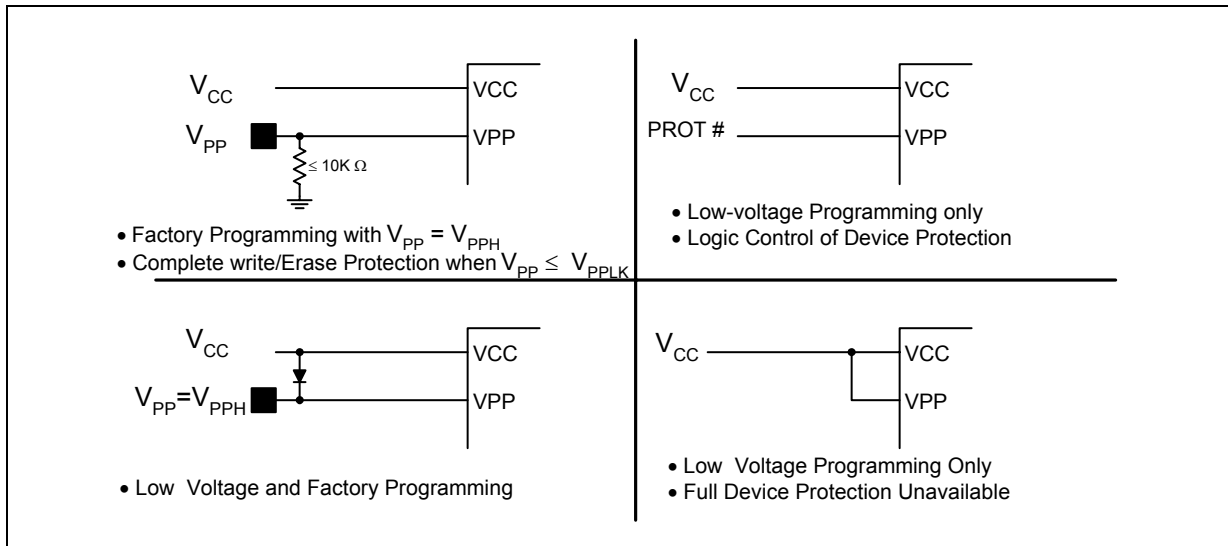 V_CC VCC
V_PP VPP
≤ 10K Ω
• Factory Programming with V_PP = V_PPH
• Complete write/Erase Protection when V_PP ≤ V_PPLK
V_CC VCC
PROT # VPP
• Low-voltage Programming only
• Logic Control of Device Protection
V_CC VCC
V_PP=V_PPH VPP
• Low Voltage and Factory Programming
V_CC VCC
VPP
• Low Voltage Programming Only
• Full Device Protection Unavailable